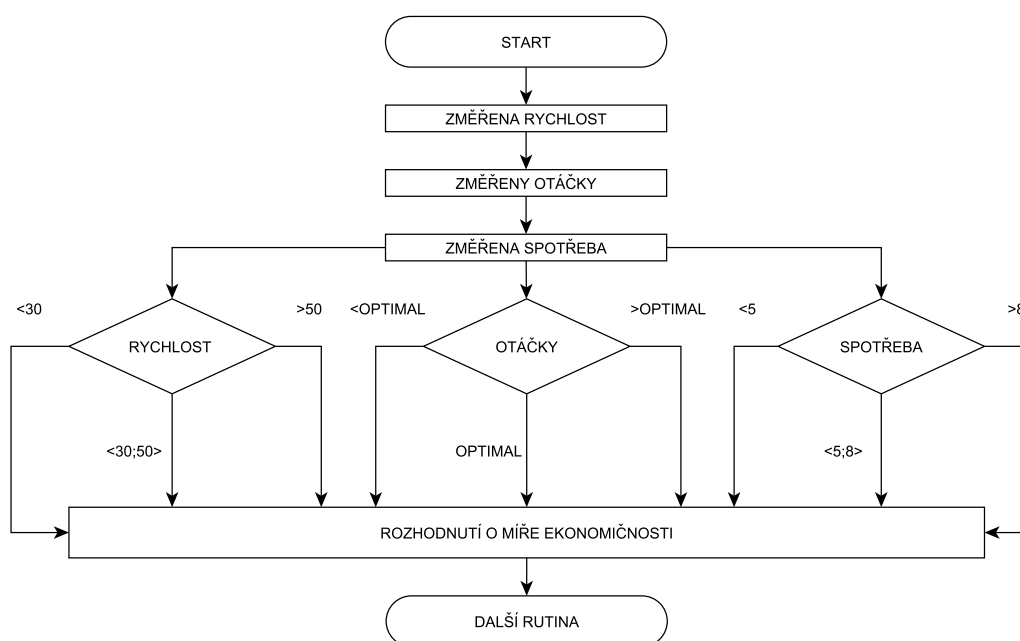 START
ZMĚŘENA RYCHLOST
ZMĚŘENY OTÁČKY
ZMĚŘENA SPOTŘEBA
<30
>50
<OPTIMAL
>OPTIMAL
<5
>8
RYCHLOST
OTÁČKY
SPOTŘEBA
<30;50>
OPTIMAL
<5;8>
ROZHODNUTÍ O MÍŘE EKONOMIČNOSTI
DALŠÍ RUTINA